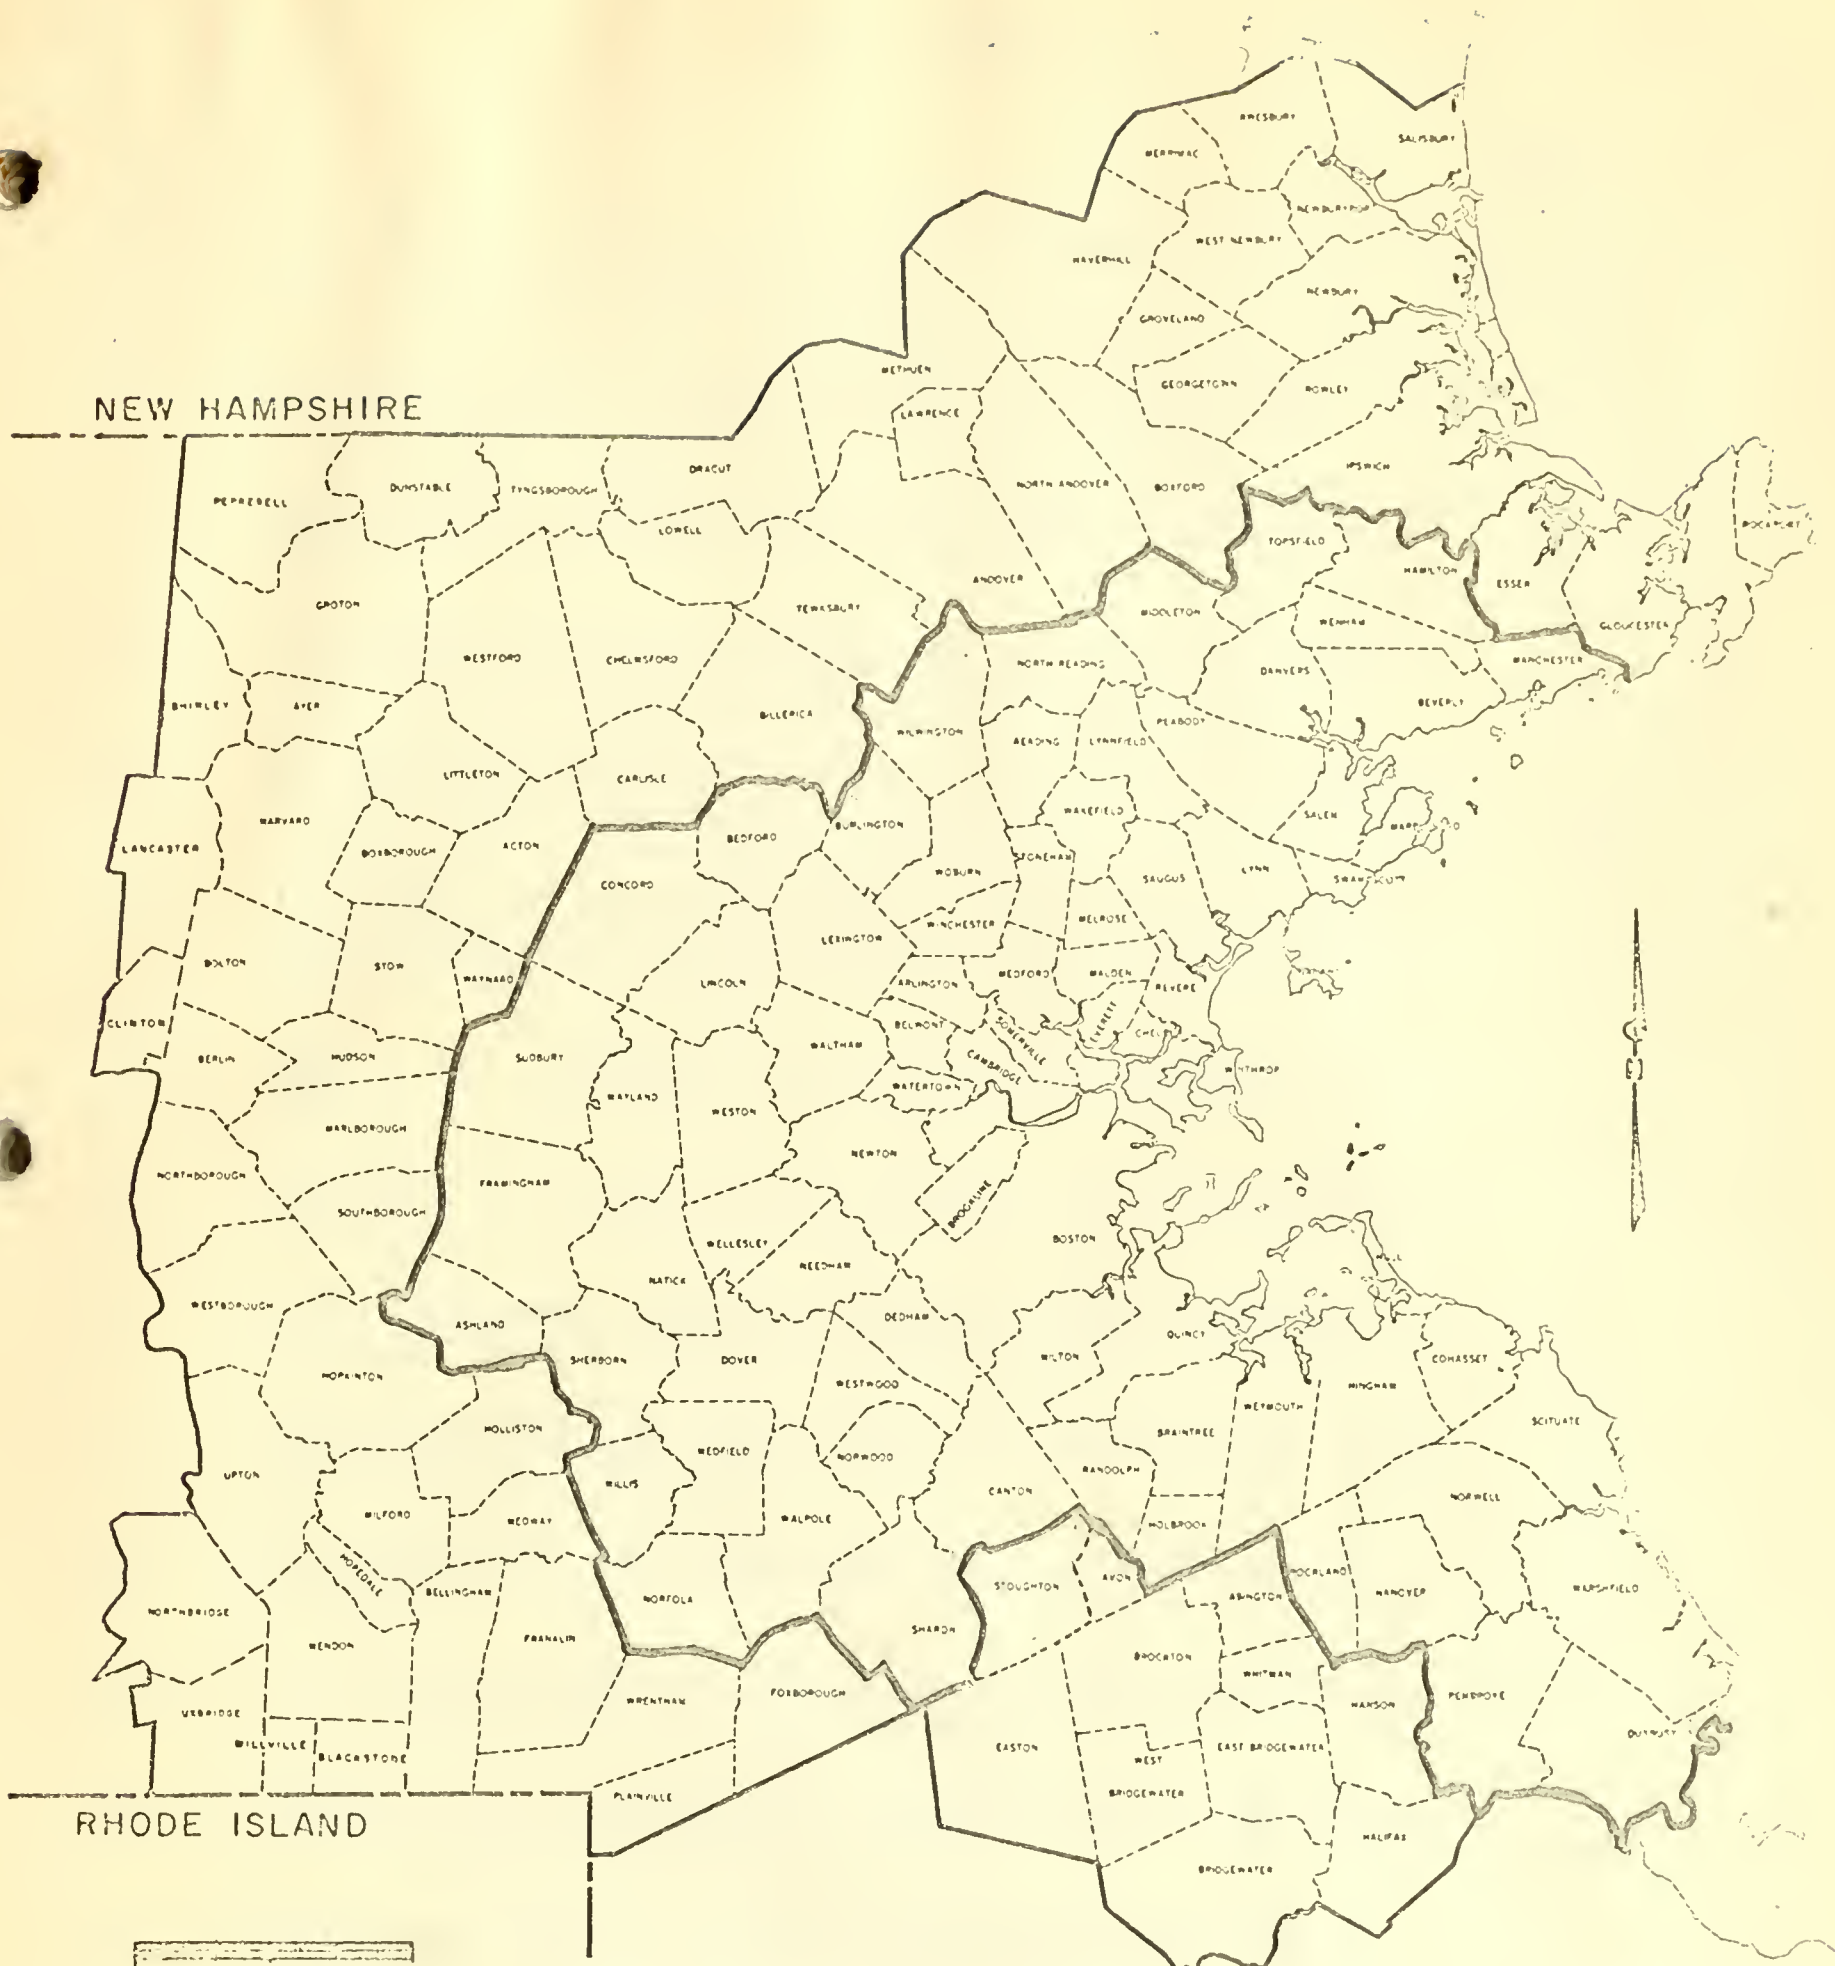 AMESBURY
SALISBURY
MERRIMAC
NEWBURYPOR
WEST NEWBURY
HAVERHILL
NEWBURY
GROVELAND
METHUEN
GEORGETOWN
ROWLEY
NEW HAMPSHIRE
LAWRENCE
IPSWICH
DRACUT
PEPPERELL
DUNSTABLE
TYNGSBOROUGH
NORTH ANDOVER
BOXFORD
ROCKPORT
LOWELL
TOPSFIELD
HAMILTON
ESSEX
ANDOVER
GROTON
TEWKSBURY
MIDDLETON
WENHAM
GLOUCESTER
WESTFORD
CHELMSFORD
NORTH READING
DANVERS
MANCHESTER
SHIRLEY
AYER
BILLERICA
WILMINGTON
PEABODY
BEVERLY
READING
LYNNFIELD
LITTLETON
CARLISLE
HARVARD
WAKEFIELD
SALEM
LANCASTER
BOXBOROUGH
ACTON
BEDFORD
BURLINGTON
STONEHAM
CONCORD
WOBURN
SAUGUS
LYNN
WINCHESTER
MELROSE
LEXINGTON
BOLTON
STOW
MAYNARD
LINCOLN
ARLINGTON
MEDFORD
MALDEN
REVERE
CLINTON
BELMONT
SOMERVILLE
EVERETT
BERLIN
HUDSON
SUDBURY
WALTHAM
CAMBRIDGE
WINTHROP
WAYLAND
WESTON
WATERTOWN
MARLBOROUGH
NEWTON
NORTHBOROUGH
FRAMINGHAM
BROOKLINE
SOUTHBOROUGH
WELLESLEY
BOSTON
NATICK
NEEDHAM
WESTBOROUGH
ASHLAND
DEDHAM
QUINCY
SHERBORN
DOVER
MILTON
COHASSET
HOPKINTON
WESTWOOD
HINGHAM
HOLLISTON
WEYMOUTH
SCITUATE
MEDFIELD
NORWOOD
BRAINTREE
UPTON
MILLIS
RANDOLPH
MILFORD
MEDWAY
WALPOLE
CANTON
NORWELL
HOLBROOK
HOPEDALE
BELLINGHAM
NORFOLK
STOUGHTON
AVON
ABINGTON
ROCKLAND
HANOVER
MARSHFIELD
NORTHBRIDGE
MENDON
FRANKLIN
SHARON
BROCKTON
WHITMAN
UXBRIDGE
WRENTHAM
FOXBOROUGH
HANSON
PEMBROKE
MILLVILLE
BLACKSTONE
EASTON
WEST
BRIDGEWATER
EAST BRIDGEWATER
DUXBURY
RHODE ISLAND
PLAINVILLE
HALIFAX
BRIDGEWATER